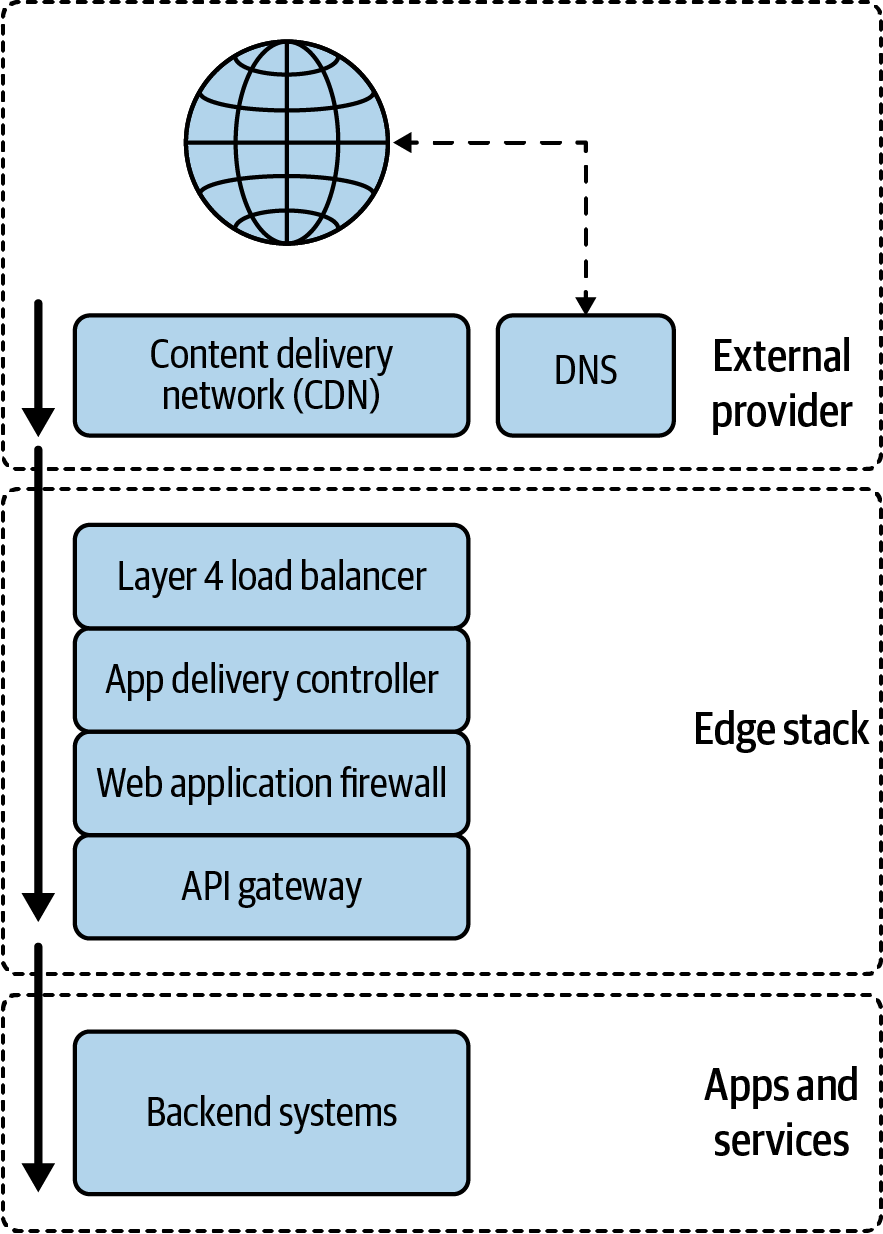 Content delivery
network (CDN)
DNS
External
provider
Layer 4 load balancer
App delivery controller
Web application firewall
API gateway
Edge stack
Backend systems
Apps and
services